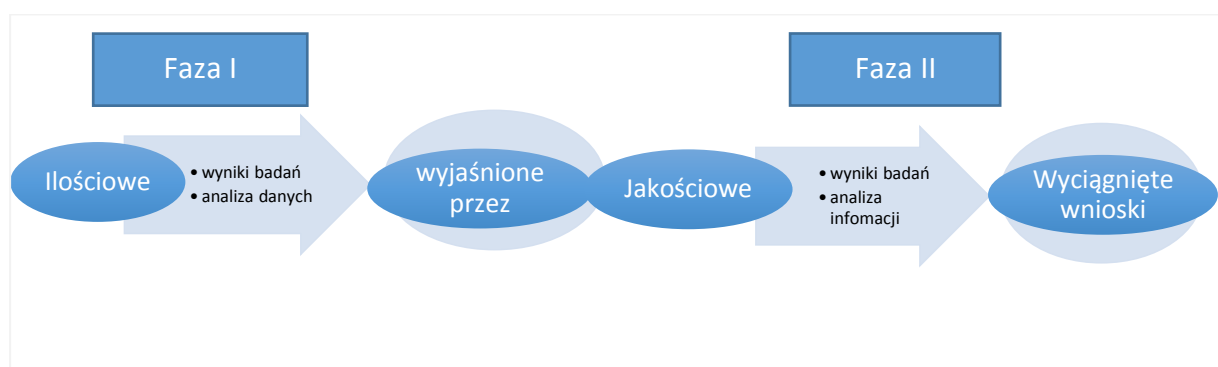 Faza I
Faza II
Ilościowe
• wyniki badań
• analiza danych
wyjaśnione
przez
Jakościowe
• wyniki badań
• analiza
infomacji
Wyciągnięte
wnioski